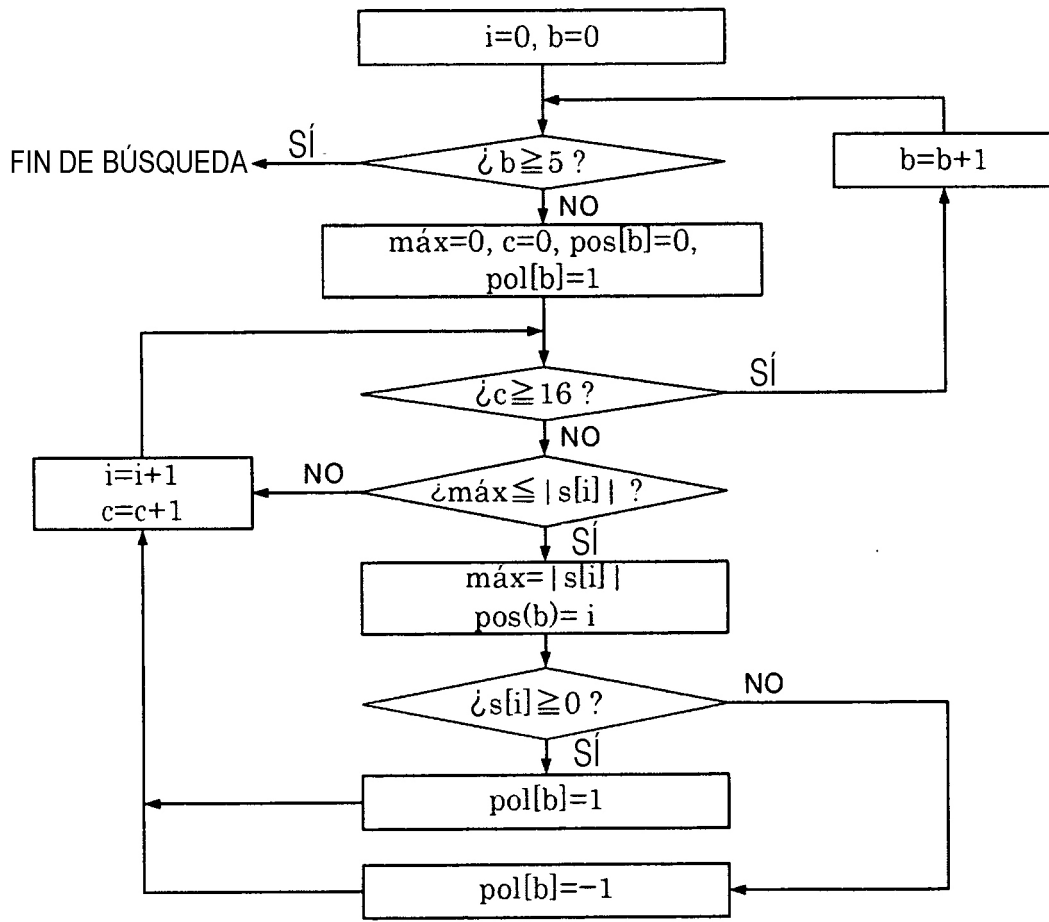 i=0, b=0
FIN DE BÚSQUEDA
SÍ
¿ b≧5 ?
b=b+1
NO
máx=0, c=0, pos[b]=0,
pol[b]=1
¿c≧16 ?
SÍ
NO
i=i+1
c=c+1
NO
¿máx≦|s[i]| ?
SÍ
máx=|s[i]|
pos(b)= i
¿s[i]≧0 ?
NO
SÍ
pol[b]=1
pol[b]=−1